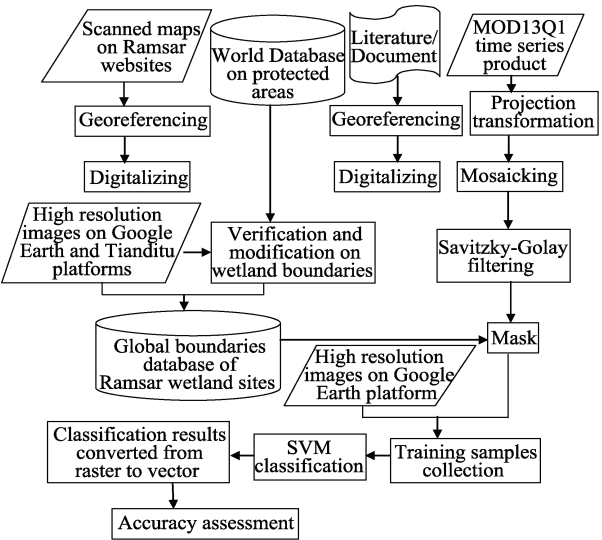 Scanned maps
on Ramsar
websites
World Database
on protected
areas
Literature/
Document
MOD13Q1
time series
product
Georeferencing
Georeferencing
Projection
transformation
Digitalizing
Digitalizing
Mosaicking
High resolution
images on Google
Earth and Tianditu
platforms
Verification and
modification on
wetland boundaries
Savitzky-Golay
filtering
Global boundaries
database of
Ramsar wetland sites
Mask
High resolution
images on Google
Earth platform
Classification results
converted from
raster to vector
SVM
classification
Training samples
collection
Accuracy assessment